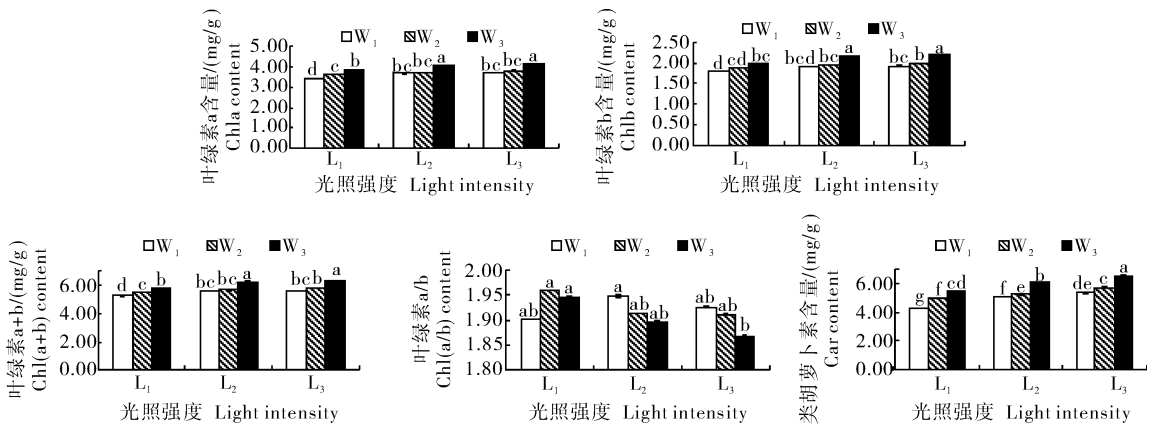 叶绿素a含量/(mg/g)
Chla content
W1 W2 W3
5.00
4.00
3.00
2.00
1.00
0.00
d c b bc bc a bc bc a
L1 L2 L3
光照强度 Light intensity
叶绿素b含量/(mg/g)
Chlb content
W1 W2 W3
2.50
2.00
1.50
1.00
0.50
0.00
d cd bc bcd bc a bc b a
L1 L2 L3
光照强度 Light intensity
叶绿素a+b/(mg/g)
Chl(a+b) content
W1 W2 W3
6.00
4.00
2.00
0.00
d c b bc bc a bc b a
L1 L2 L3
光照强度 Light intensity
叶绿素a/b
Chl(a/b) content
W1 W2 W3
2.00
1.95
1.90
1.85
1.80
ab a a a ab ab ab ab b
L1 L2 L3
光照强度 Light intensity
类胡萝卜素含量/(mg/g)
Car content
W1 W2 W3
6.00
4.00
2.00
0.00
g f cd f e b de c a
L1 L2 L3
光照强度 Light intensity